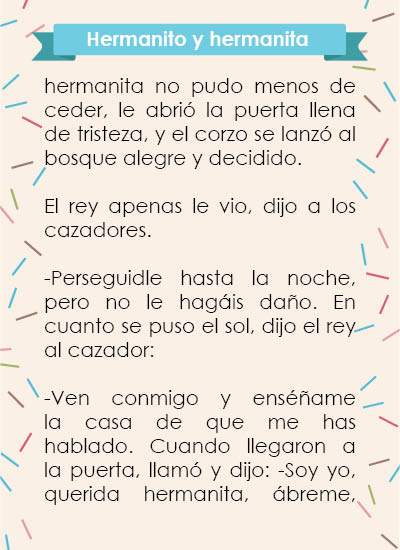 Hermanito y hermanita
hermanita no pudo menos de
ceder, le abrió la puerta llena
de tristeza, y el corzo se lanzó al
bosque alegre y decidido.
El rey apenas le vio, dijo a los
cazadores.
-Perseguidle hasta la noche,
pero no le hagáis daño. En
cuanto se puso el sol, dijo el rey
al cazador:
-Ven conmigo y enséñame
la casa de que me has
hablado. Cuando llegaron a
la puerta, llamó y dijo: -Soy yo,
querida hermanita, ábreme,